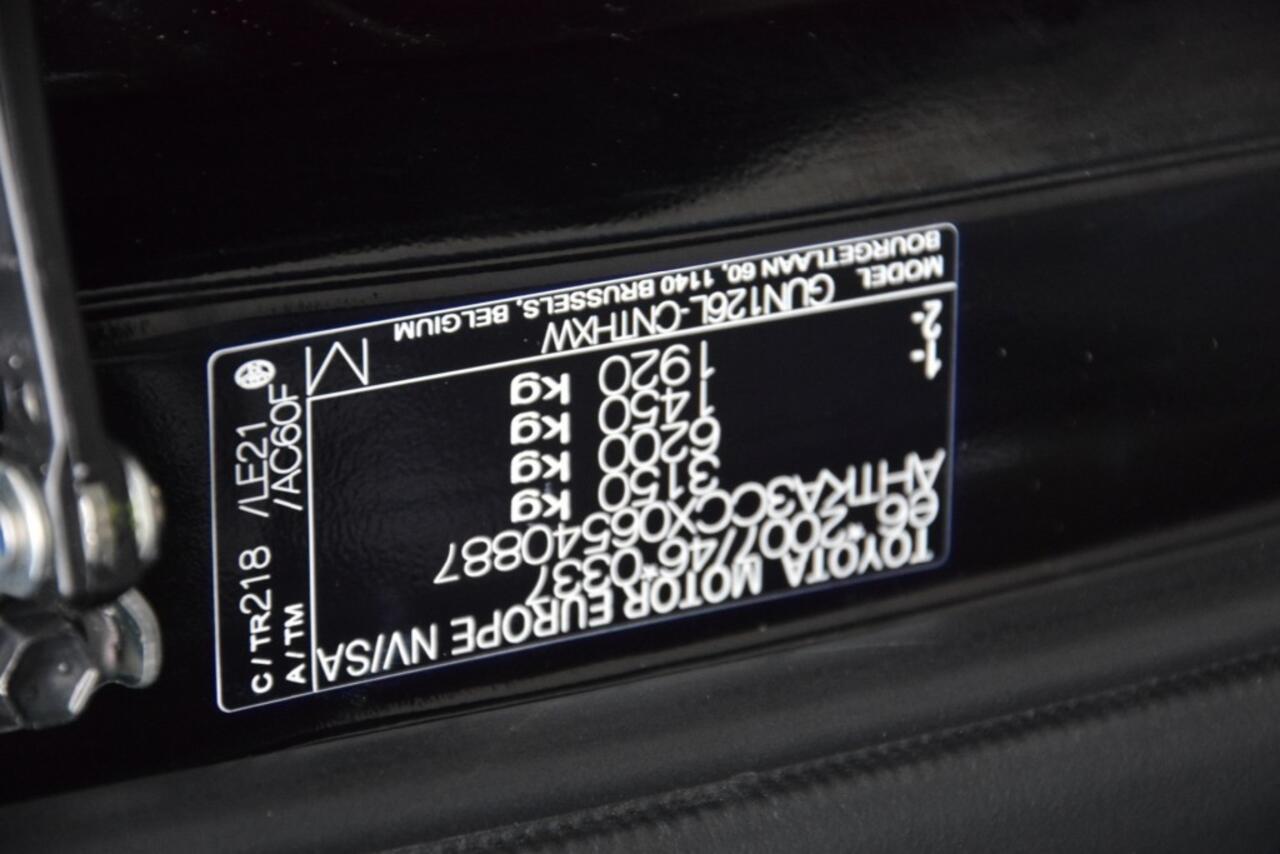 TOYOTA MOTOR EUROPE NV/SA
e6*2007/46*0337
AHTKA3CCX06540887
3150 kg
6200 kg
1- 1450 kg
2- 1920 kg
MODEL GUN126L-CNTHXW
BOURGETLAAN 60, 1140 BRUSSELS, BELGIUM
C/TR 218 /LE21
A/TM /AC60F